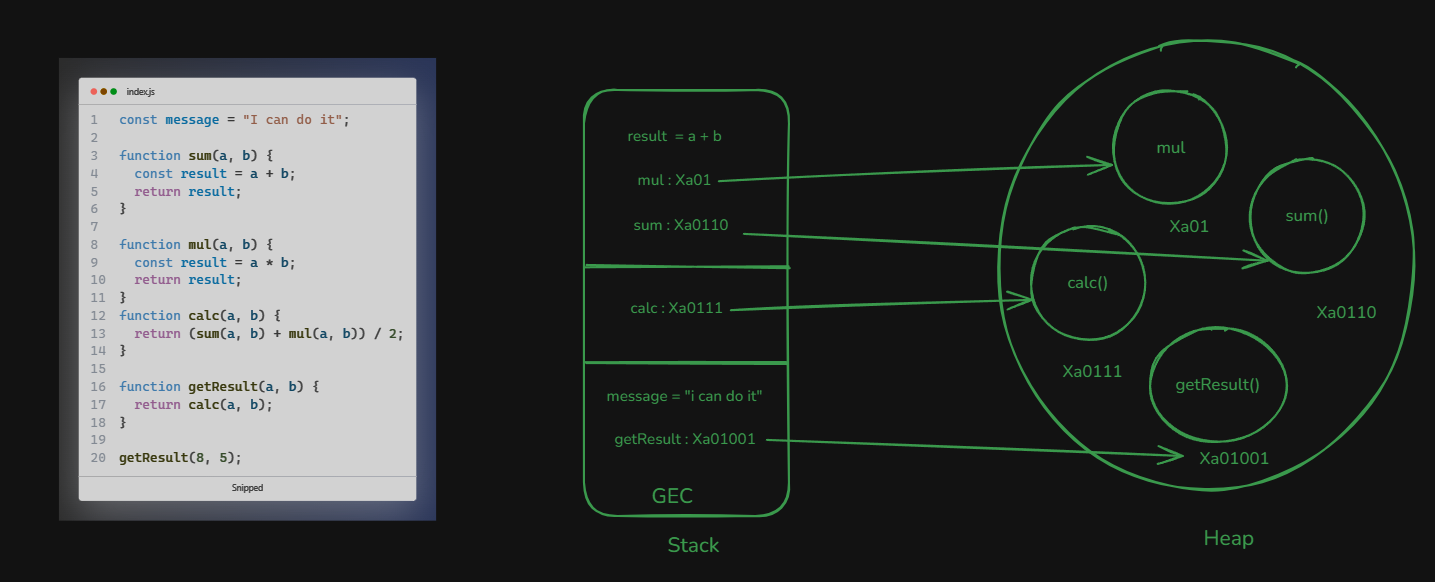 index.js
1 const message = "I can do it";
2
3 function sum(a, b) {
4   const result = a + b;
5   return result;
6 }
7
8 function mul(a, b) {
9   const result = a * b;
10   return result;
11 }
12 function calc(a, b) {
13   return (sum(a, b) + mul(a, b)) / 2;
14 }
15
16 function getResult(a, b) {
17   return calc(a, b);
18 }
19
20 getResult(8, 5);
Snipped
result = a + b
mul : Xa01
sum : Xa0110
calc : Xa0111
message = "i can do it"
getResult : Xa01001
GEC
Stack
mul
Xa01
sum()
Xa0110
calc()
Xa0111
getResult()
Xa01001
Heap